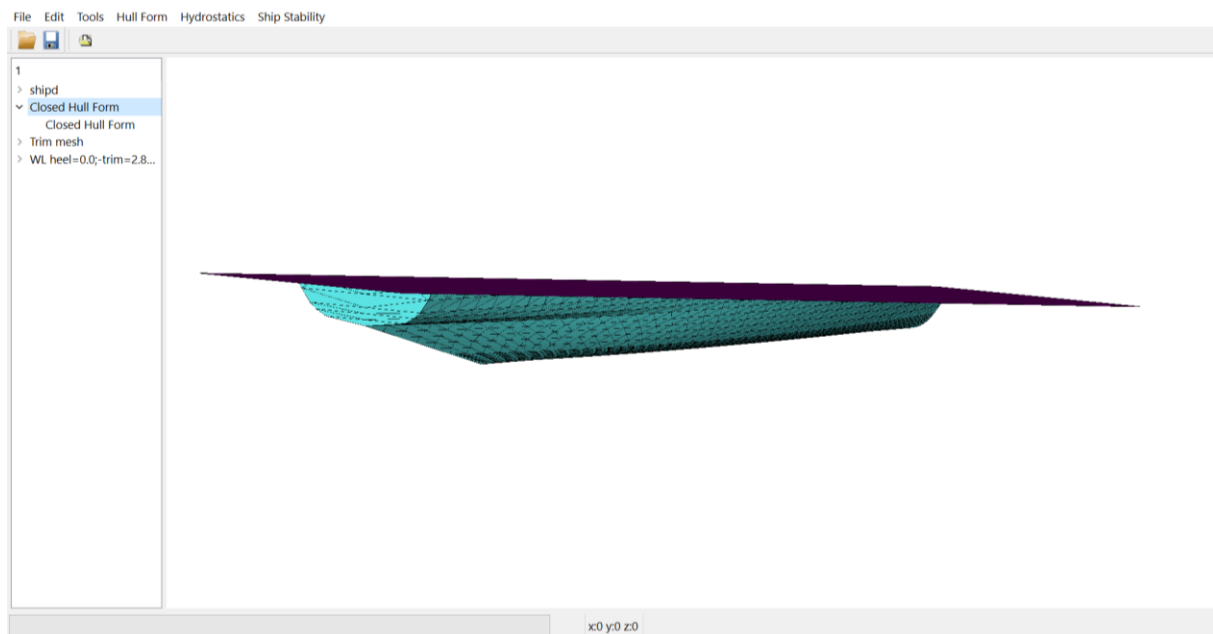 File Edit Tools Hull Form Hydrostatics Ship Stability
1
shipd
Closed Hull Form
Closed Hull Form
Trim mesh
WL heel=0.0;-trim=2.8...
x:0 y:0 z:0